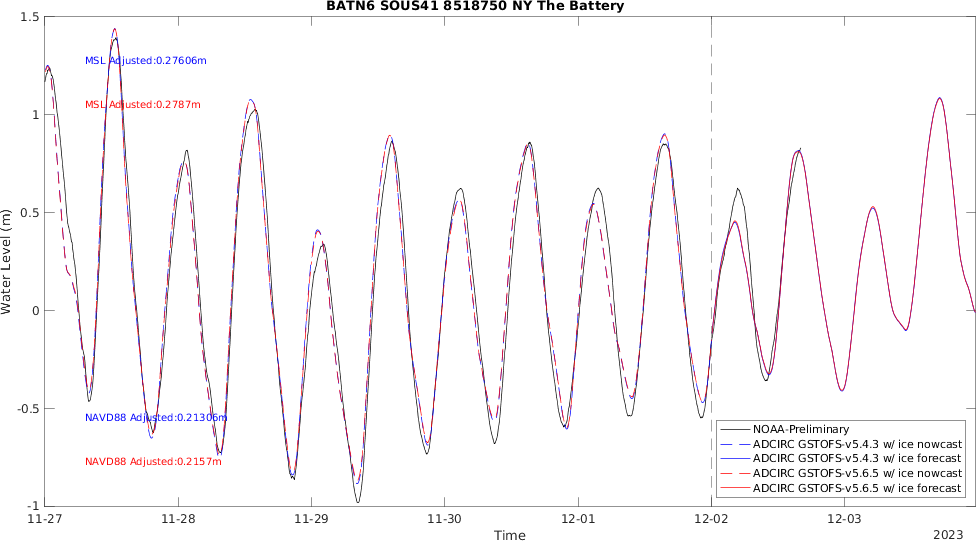 BATN6 SOUS41 8518750 NY The Battery
1.5
1
0.5
0
-0.5
-1
Water Level (m)
MSL Adjusted:0.27606m
MSL Adjusted:0.2787m
NAVD88 Adjusted:0.21306m
NAVD88 Adjusted:0.2157m
NOAA-Preliminary
ADCIRC GSTOFS-v5.4.3 w/ ice nowcast
ADCIRC GSTOFS-v5.4.3 w/ ice forecast
ADCIRC GSTOFS-v5.6.5 w/ ice nowcast
ADCIRC GSTOFS-v5.6.5 w/ ice forecast
11-27 11-28 11-29 11-30 12-01 12-02 12-03
Time
2023